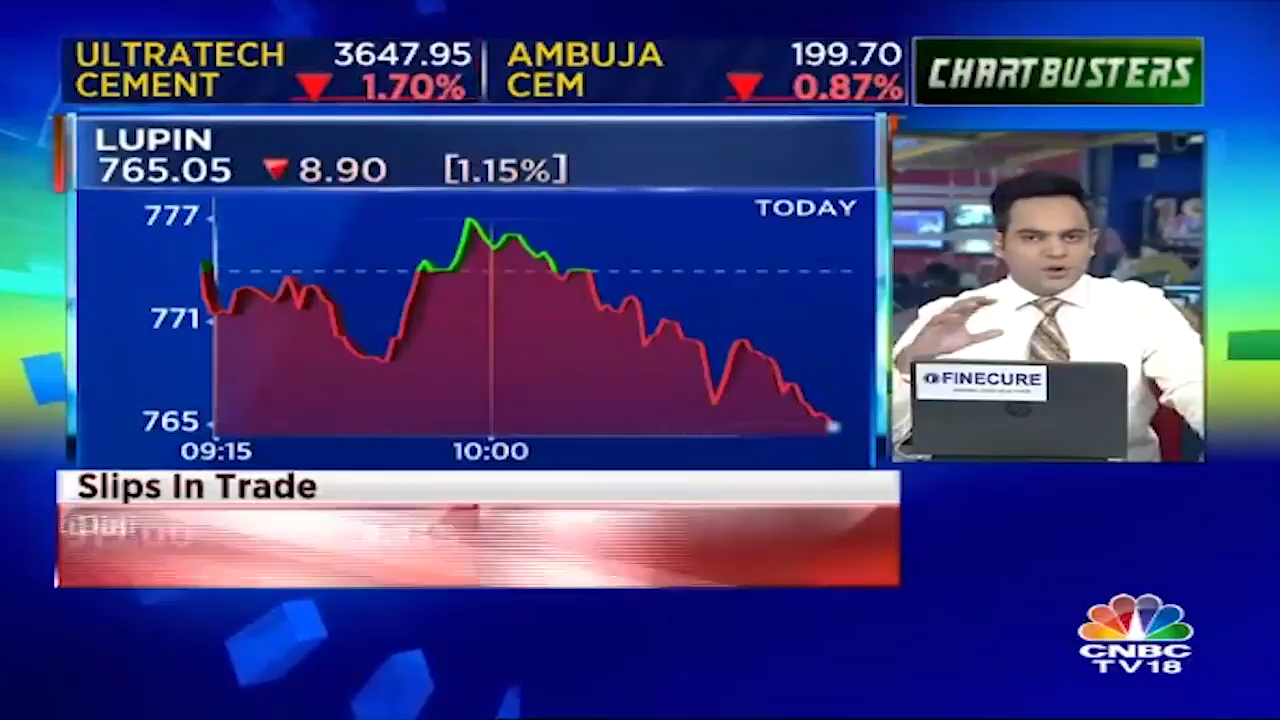 ULTRATECH 3647.95
CEMENT ▼ 1.70%
AMBUJA 199.70
CEM ▼ 0.87%
CHARTBUSTERS
LUPIN
765.05 ▼ 8.90 [1.15%]
TODAY
777
771
765
09:15 10:00
FINECURE
Slips In Trade
CNBC
TV18